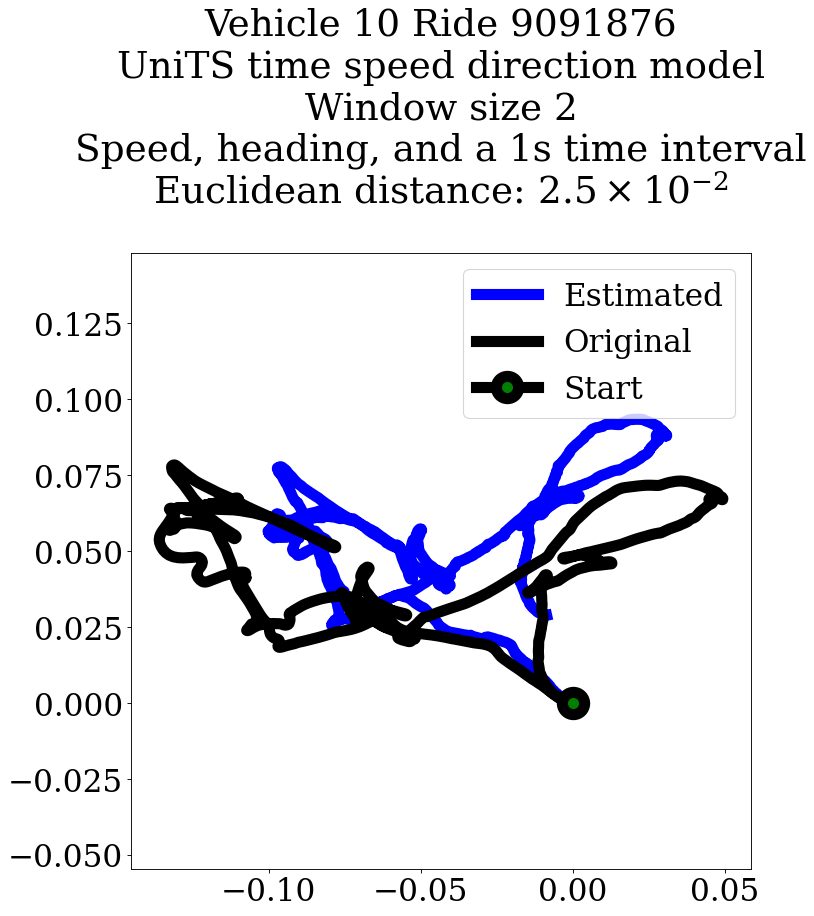 Vehicle 10 Ride 9091876
UniTS time speed direction model
Window size 2
Speed, heading, and a 1s time interval
Euclidean distance: 2.5 × 10⁻²
Estimated
Original
Start
0.125
0.100
0.075
0.050
0.025
0.000
−0.025
−0.050
−0.10
−0.05
0.00
0.05